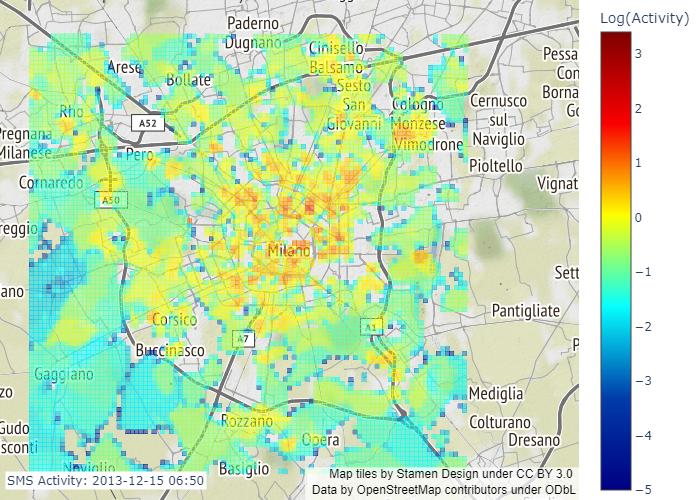 Log(Activity)
Paderno
Dugnano
Cinisello
Balsamo
Arese
Bollate
Sesto
San
Giovanni
Cologno
Monzese
Vimodrone
Cernusco
sul
Naviglio
Pessa
Borna
Rho
A52
Pregnana
Milanese
Pero
Pioltello
Cornaredo
A50
Vignat
reggio
Milano
Sett
ano
Pantigliate
Corsico
A1
A7
Buccinasco
Gaggiano
Mediglia
zo
Rozzano
Colturano
Gudo
sconti
Opera
Dresano
Naviglio
Basiglio
SMS Activity: 2013-12-15 06:50
Map tiles by Stamen Design under CC BY 3.0
Data by OpenStreetMap contributors under ODbL
3
2
1
0
−1
−2
−3
−4
−5